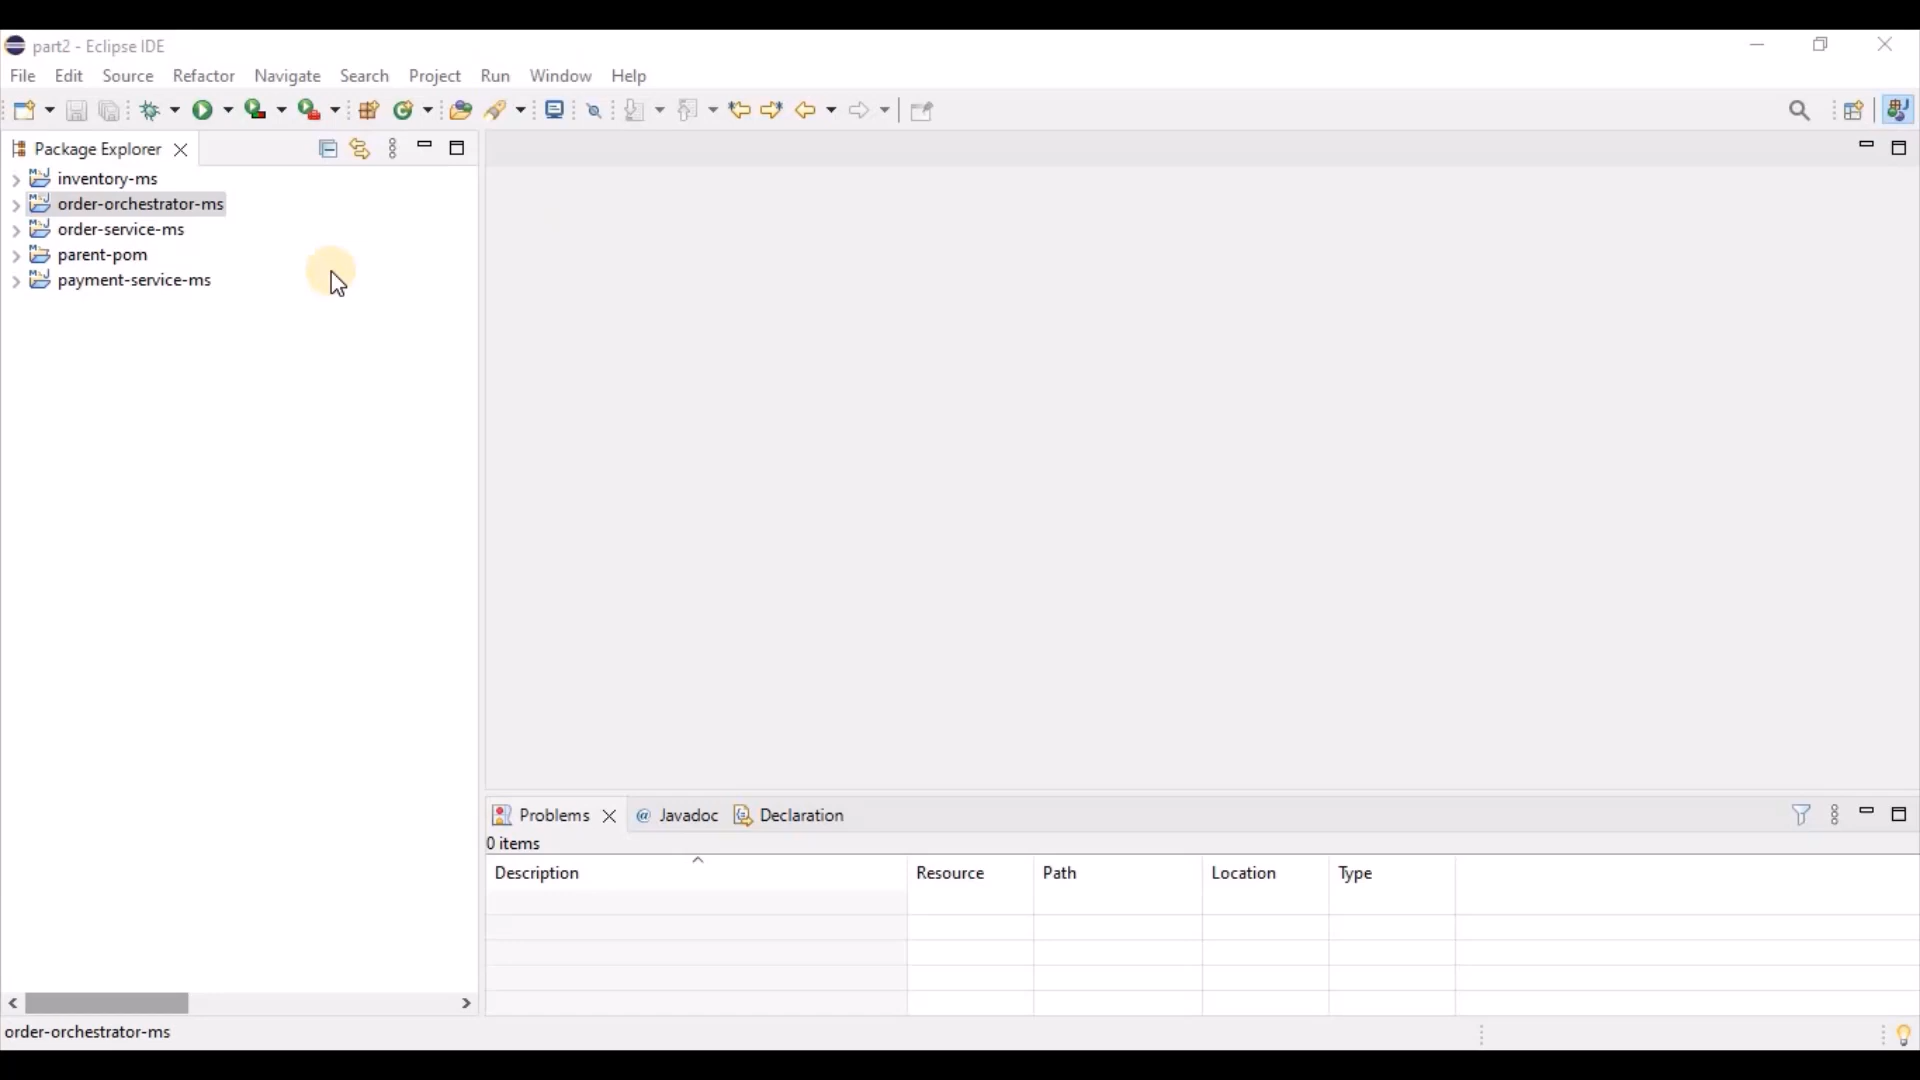 part2 - Eclipse IDE
File Edit Source Refactor Navigate Search Project Run Window Help
Package Explorer
inventory-ms
order-orchestrator-ms
order-service-ms
parent-pom
payment-service-ms
Problems @ Javadoc Declaration
0 items
Description Resource Path Location Type
order-orchestrator-ms